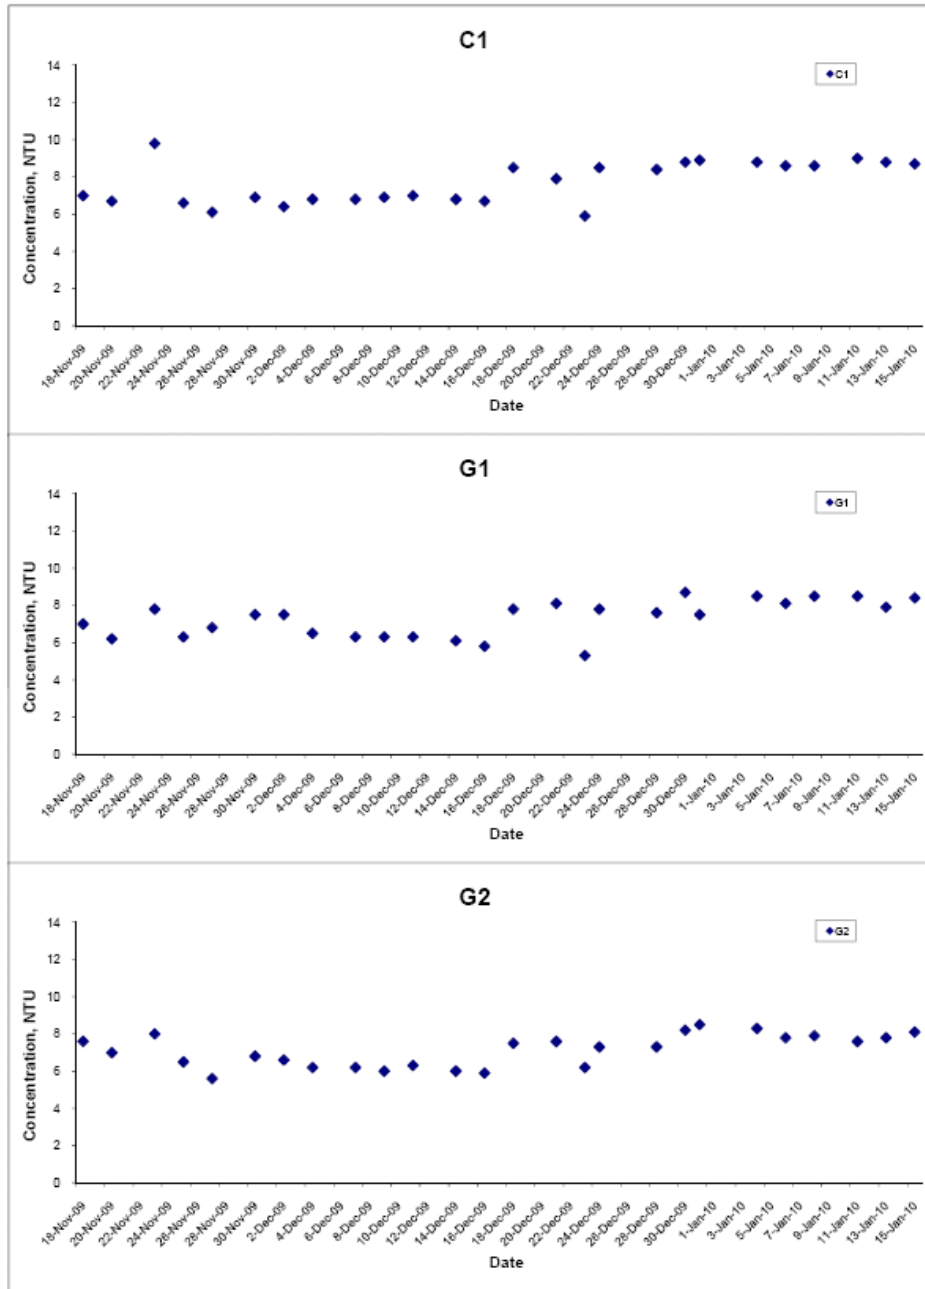 C1
14
12
10
8
6
4
2
0
Concentration, NTU
C1
18-Nov-09
20-Nov-09
22-Nov-09
24-Nov-09
26-Nov-09
28-Nov-09
30-Nov-09
2-Dec-09
4-Dec-09
6-Dec-09
8-Dec-09
10-Dec-09
12-Dec-09
14-Dec-09
16-Dec-09
18-Dec-09
20-Dec-09
22-Dec-09
24-Dec-09
26-Dec-09
28-Dec-09
30-Dec-09
1-Jan-10
3-Jan-10
5-Jan-10
7-Jan-10
9-Jan-10
11-Jan-10
13-Jan-10
15-Jan-10
Date
G1
14
12
10
8
6
4
2
0
Concentration, NTU
G1
18-Nov-09
20-Nov-09
22-Nov-09
24-Nov-09
26-Nov-09
28-Nov-09
30-Nov-09
2-Dec-09
4-Dec-09
6-Dec-09
8-Dec-09
10-Dec-09
12-Dec-09
14-Dec-09
16-Dec-09
18-Dec-09
20-Dec-09
22-Dec-09
24-Dec-09
26-Dec-09
28-Dec-09
30-Dec-09
1-Jan-10
3-Jan-10
5-Jan-10
7-Jan-10
9-Jan-10
11-Jan-10
13-Jan-10
15-Jan-10
Date
G2
14
12
10
8
6
4
2
0
Concentration, NTU
G2
18-Nov-09
20-Nov-09
22-Nov-09
24-Nov-09
26-Nov-09
28-Nov-09
30-Nov-09
2-Dec-09
4-Dec-09
6-Dec-09
8-Dec-09
10-Dec-09
12-Dec-09
14-Dec-09
16-Dec-09
18-Dec-09
20-Dec-09
22-Dec-09
24-Dec-09
26-Dec-09
28-Dec-09
30-Dec-09
1-Jan-10
3-Jan-10
5-Jan-10
7-Jan-10
9-Jan-10
11-Jan-10
13-Jan-10
15-Jan-10
Date